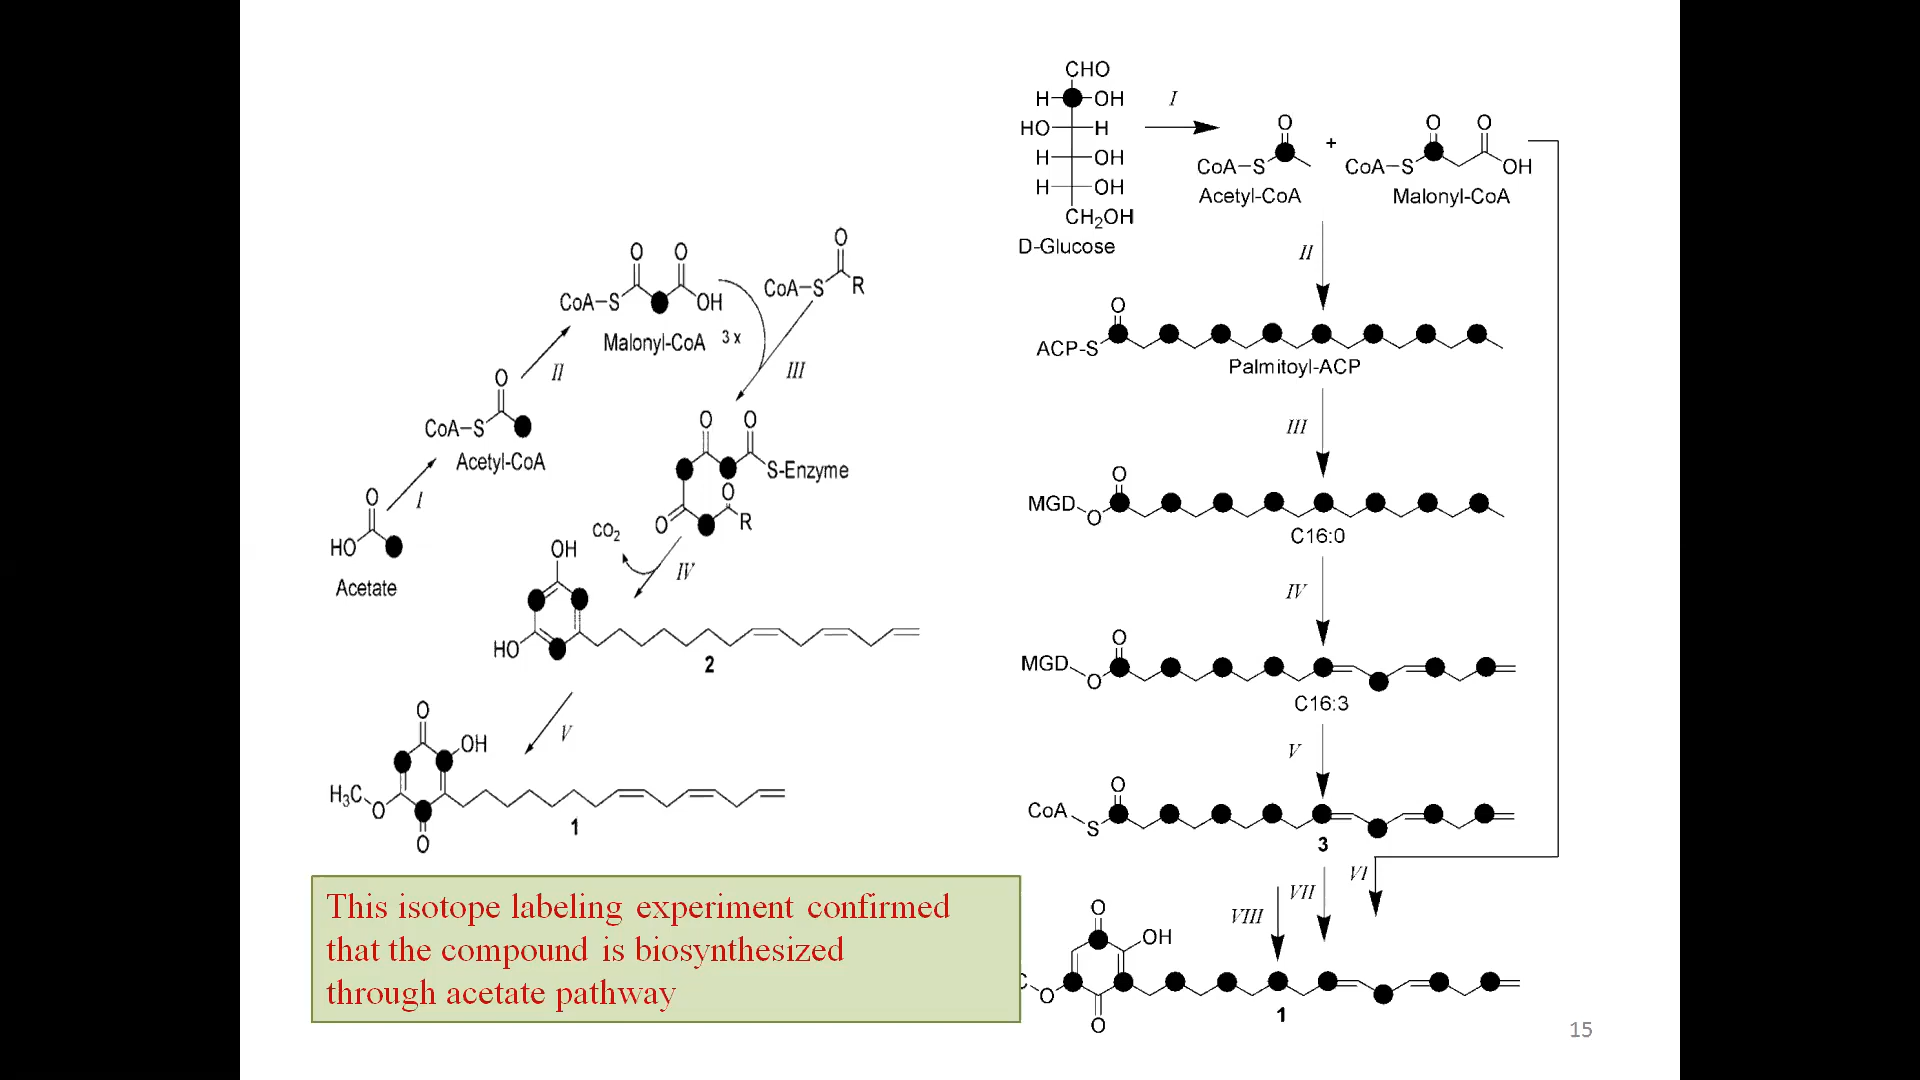 O
O
CoA–S
OH
Malonyl-CoA
3 x
O
CoA–S
R
II
III
O
CoA–S
Acetyl-CoA
I
O
HO
Acetate
O
O
S-Enzyme
O
O
R
CO2
IV
OH
HO
2
V
O
OH
H3C
O
O
1
This isotope labeling experiment confirmed
that the compound is biosynthesized
through acetate pathway
CHO
H
OH
HO
H
H
OH
H
OH
CH2OH
D-Glucose
I
O
CoA–S
Acetyl-CoA
+
O
O
CoA–S
OH
Malonyl-CoA
II
O
ACP-S
Palmitoyl-ACP
III
O
MGD
O
C16:0
IV
O
MGD
O
C16:3
V
O
CoA
S
3
VI
VII
VIII
O
OH
O
O
1
15